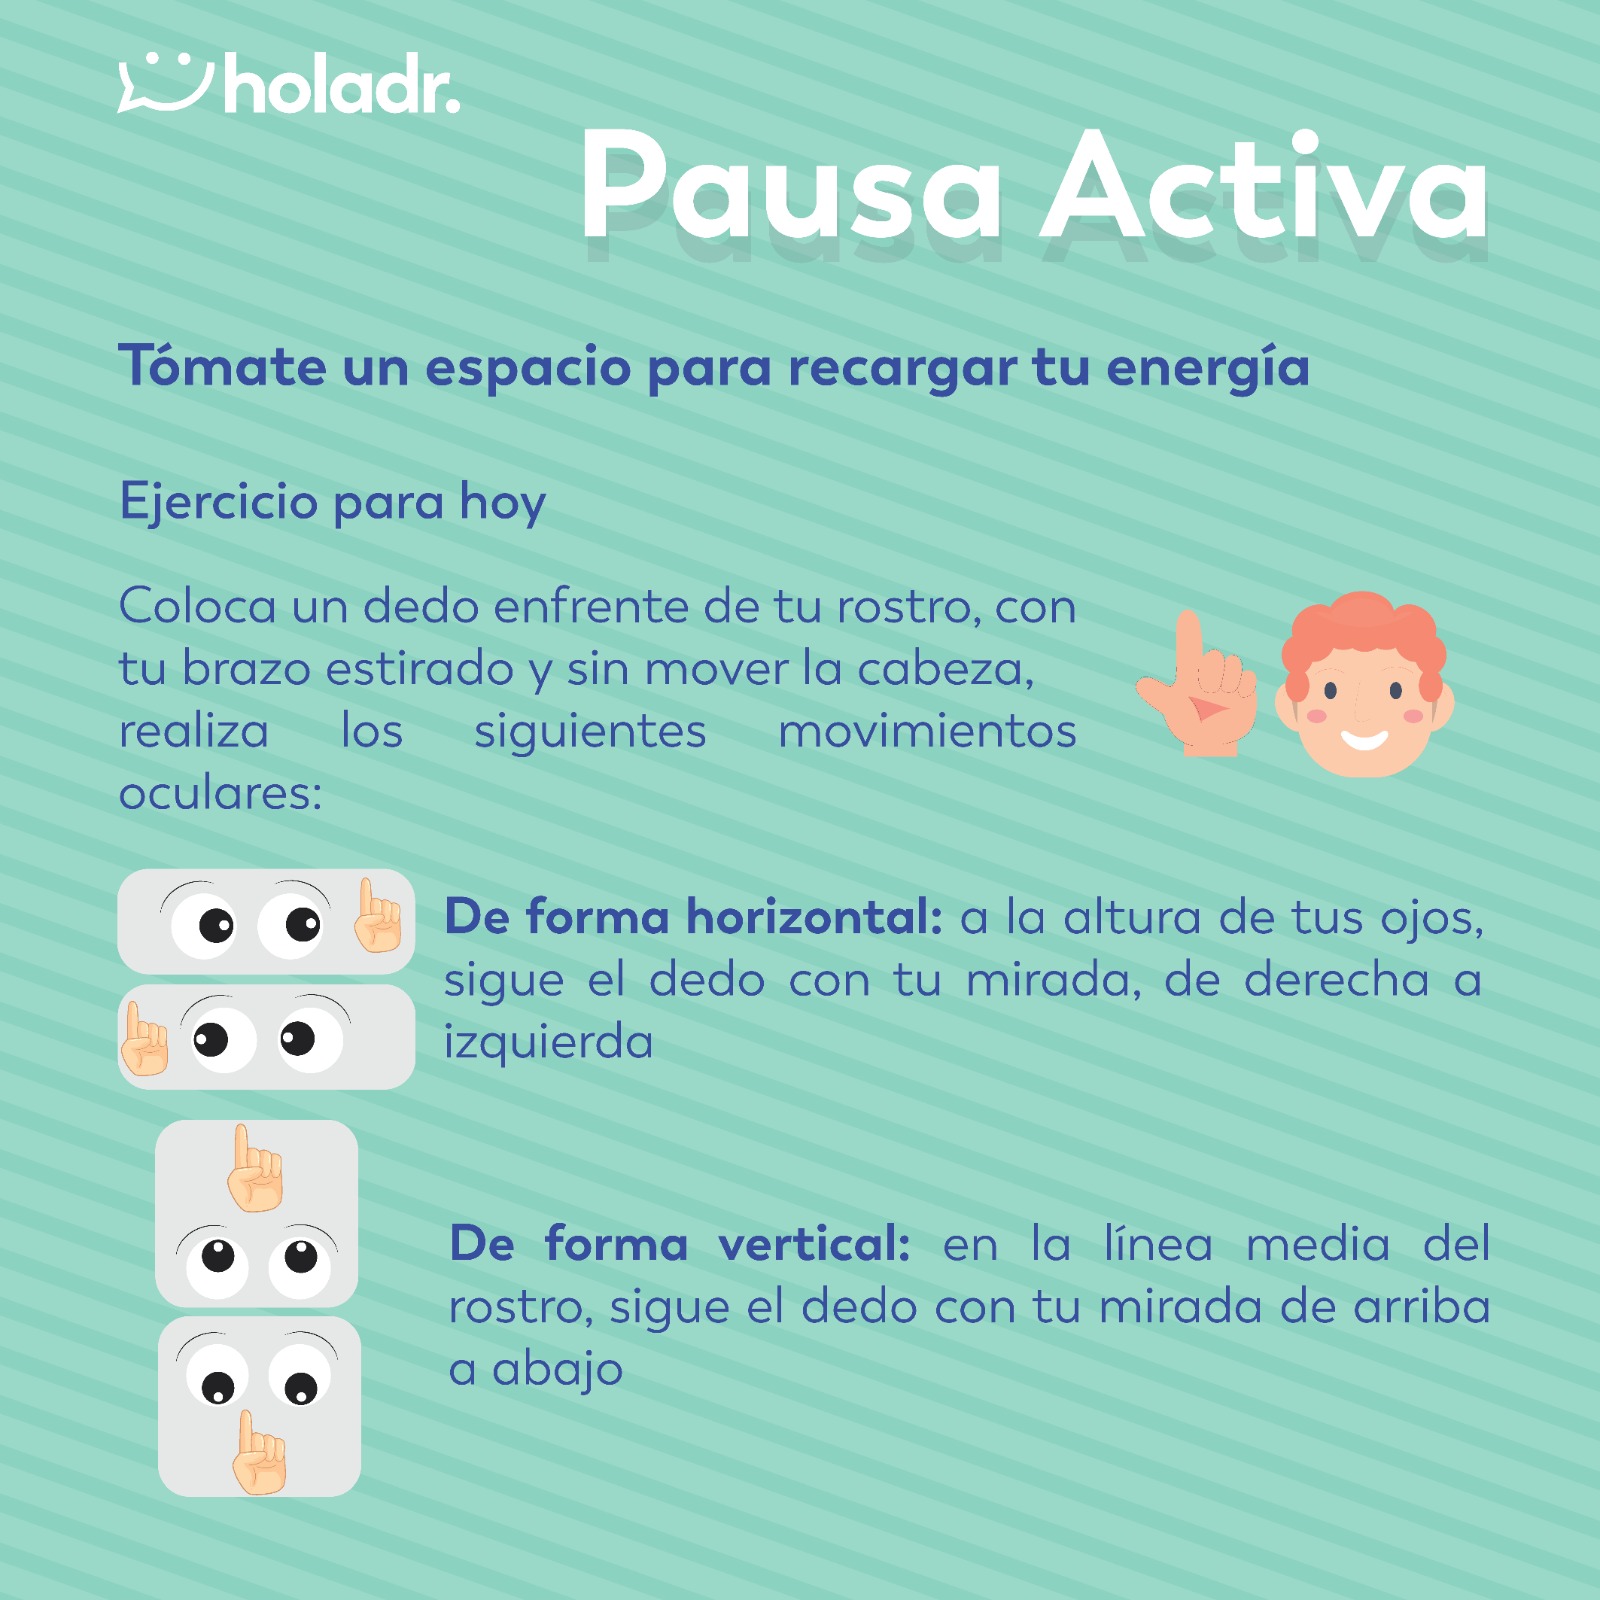 holadr.
Pausa Activa
Tómate un espacio para recargar tu energía
Ejercicio para hoy
Coloca un dedo enfrente de tu rostro, con
tu brazo estirado y sin mover la cabeza,
realiza los siguientes movimientos
oculares:
De forma horizontal: a la altura de tus ojos,
sigue el dedo con tu mirada, de derecha a
izquierda
De forma vertical: en la línea media del
rostro, sigue el dedo con tu mirada de arriba
a abajo